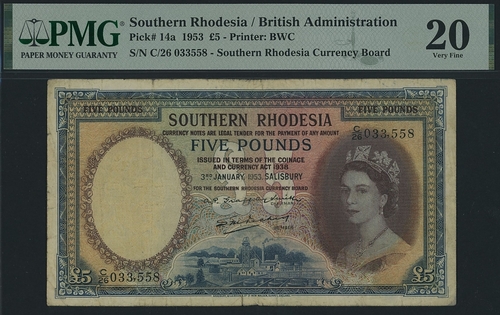 PMG
PAPER MONEY GUARANTY
Southern Rhodesia / British Administration
Pick# 14a 1953 £5 - Printer: BWC
S/N C/26 033558 - Southern Rhodesia Currency Board
20
Very Fine
FIVE POUNDS
FIVE POUNDS
SOUTHERN RHODESIA
CURRENCY NOTES ARE LEGAL TENDER FOR THE PAYMENT OF ANY AMOUNT
C/26 033,558
FIVE POUNDS
ISSUED IN TERMS OF THE COINAGE
AND CURRENCY ACT 1938
3RD JANUARY, 1953. SALISBURY
FOR THE SOUTHERN RHODESIA CURRENCY BOARD
CHAIRMAN
MEMBER
C/26 033,558
£5
£5